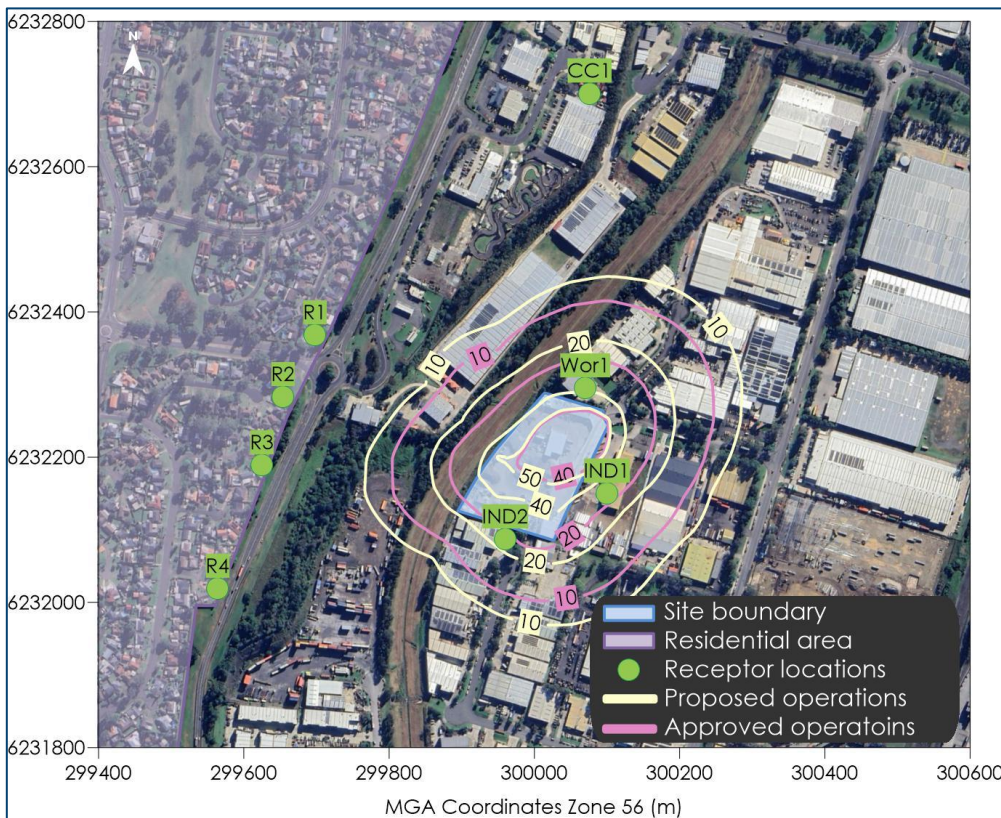 6232800
N
CC1
6232600
6232400
R1
10
10
10
20
R2
Wor1
R3
6232200
50
40
IND1
40
IND2
20
20
R4
10
10
6232000
Site boundary
Residential area
Receptor locations
Proposed operations
Approved operatoins
6231800
299400 299600 299800 300000 300200 300400 300600
MGA Coordinates Zone 56 (m)